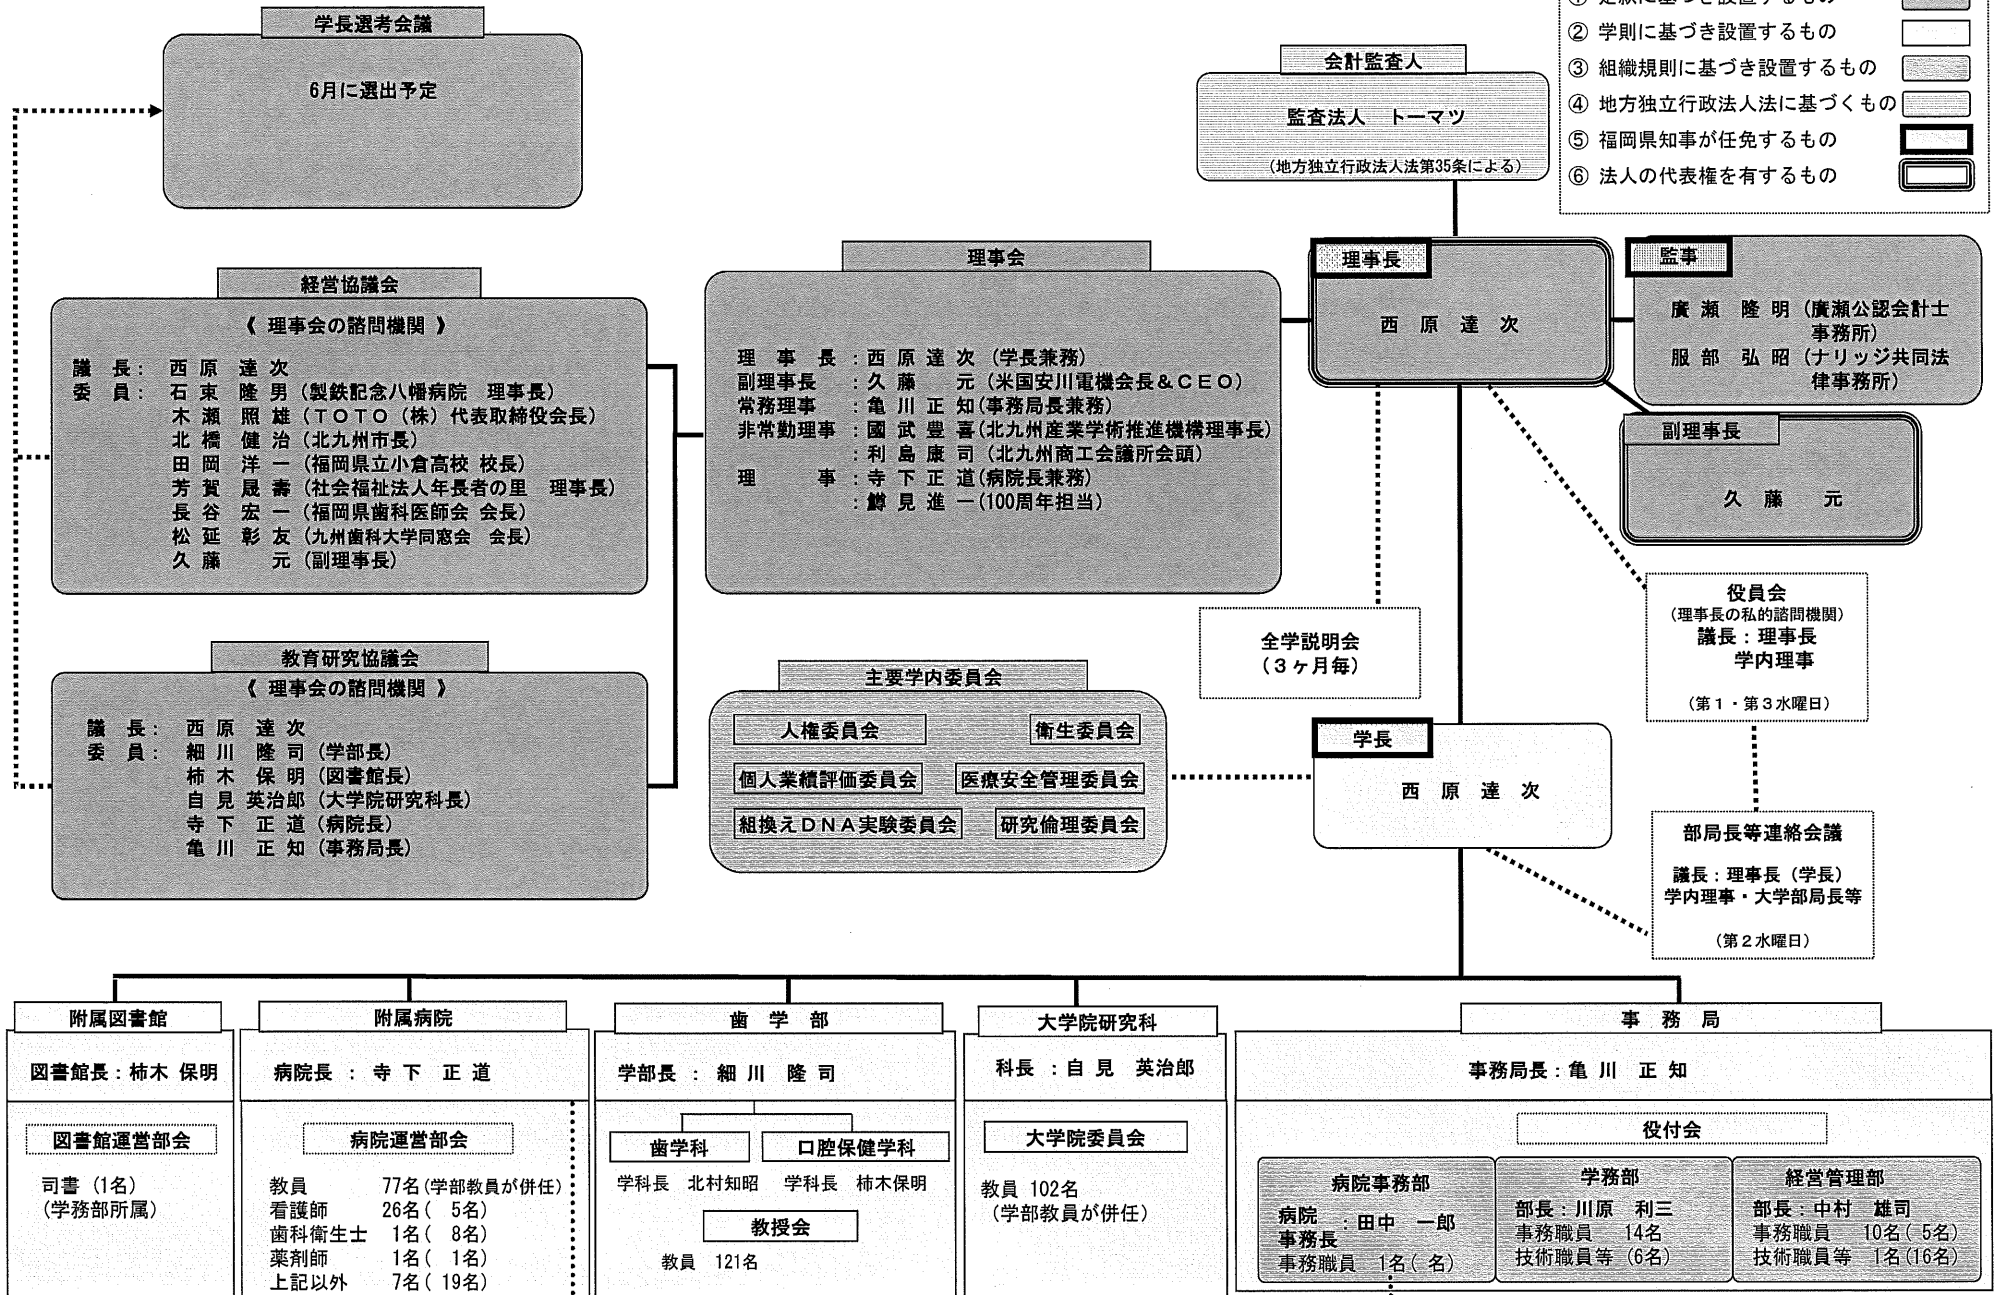 学長選考会議
6月に選出予定
会計監査人
監査法人　トーマツ
(地方独立行政法人法第35条による)
① 定款に基づき設置するもの
② 学則に基づき設置するもの
③ 組織規則に基づき設置するもの
④ 地方独立行政法人法に基づくもの
⑤ 福岡県知事が任免するもの
⑥ 法人の代表権を有するもの
経営協議会
《 理事会の諮問機関 》
議　長： 西 原　達 次
委　員： 石 束　隆 男 (製鉄記念八幡病院　理事長)
木 瀬　照 雄 (ＴＯＴＯ (株) 代表取締役会長)
北 橋　健 治 (北九州市長)
田 岡　洋 一 (福岡県立小倉高校 校長)
芳 賀　晟 壽 (社会福祉法人年長者の里　理事長)
長 谷　宏 一 (福岡県歯科医師会 会長)
松 延　彰 友 (九州歯科大学同窓会　会長)
久 藤　　元 (副理事長)
理事会
理　事　長 ：西 原 達 次 (学長兼務)
副理事長　：久 藤　　元 (米国安川電機会長＆ＣＥＯ)
常務理事　：亀 川 正 知 (事務局長兼務)
非常勤理事 ：國 武 豊 喜 (北九州産業学術推進機構理事長)
：利 島 康 司 (北九州商工会議所会頭)
理　　　事 ：寺 下 正 道 (病院長兼務)
：鱒 見 進 一 (100周年担当)
理事長
西　原　達　次
監事
廣 瀬　隆 明 (廣瀬公認会計士
事務所)
服 部　弘 昭 (ナリッジ共同法
律事務所)
副理事長
久　藤　　元
教育研究協議会
《 理事会の諮問機関 》
議　長： 西 原　達 次
委　員： 細 川　隆 司 (学部長)
柿 木　保 明 (図書館長)
自 見　英治郎 (大学院研究科長)
寺 下　正 道 (病院長)
亀 川　正 知 (事務局長)
主要学内委員会
人権委員会
衛生委員会
個人業績評価委員会
医療安全管理委員会
組換えＤＮＡ実験委員会
研究倫理委員会
全学説明会
(３ヶ月毎)
役員会
(理事長の私的諮問機関)
議長：理事長
学内理事
(第１・第３水曜日)
学長
西　原　達　次
部局長等連絡会議
議長：理事長 (学長)
学内理事・大学部局長等
(第２水曜日)
附属図書館
図書館長：柿木 保明
図書館運営部会
司書 (1名)
(学務部所属)
附属病院
病院長 ： 寺 下　正 道
病院運営部会
教員　77名(学部教員が併任)
看護師　26名( 5名)
歯科衛生士　1名( 8名)
薬剤師　1名( 1名)
上記以外　7名( 19名)
歯　学　部
学部長 ： 細 川　隆 司
歯学科
口腔保健学科
学科長　北村知昭
学科長　柿木保明
教授会
教員　121名
大学院研究科
科長 ：自 見　英治郎
大学院委員会
教員 102名
(学部教員が併任)
事　務　局
事務局長：亀 川　正 知
役付会
病院事務部
病院
事務長 ：田中　一郎
事務職員　1名( 名)
学務部
部長：川原　利三
事務職員　14名
技術職員等 (6名)
経営管理部
部長：中村　雄司
事務職員　10名( 5名)
技術職員等　1名(16名)